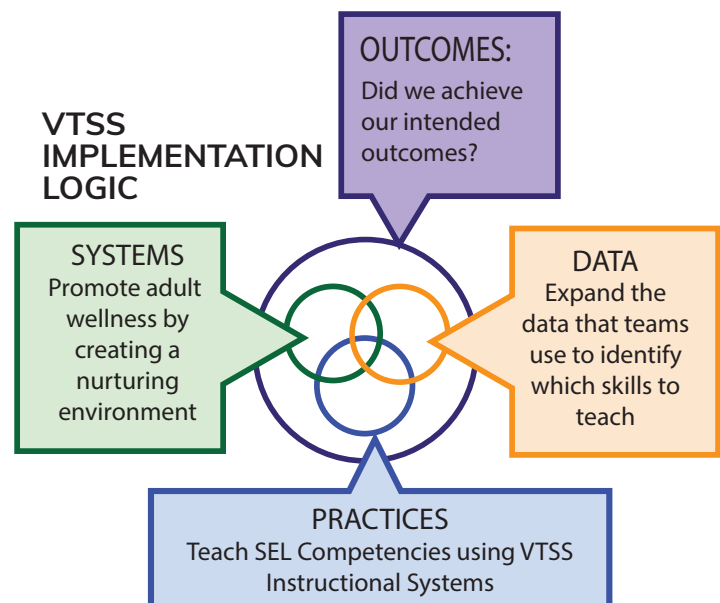 VTSS
IMPLEMENTATION
LOGIC
OUTCOMES:
Did we achieve
our intended
outcomes?
SYSTEMS
Promote adult
wellness by
creating a
nurturing
environment
DATA
Expand the
data that teams
use to identify
which skills to
teach
PRACTICES
Teach SEL Competencies using VTSS
Instructional Systems